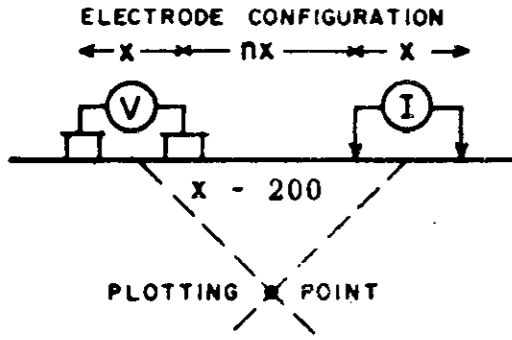 ELECTRODE CONFIGURATION
X nX X
V I
X - 200
PLOTTING POINT